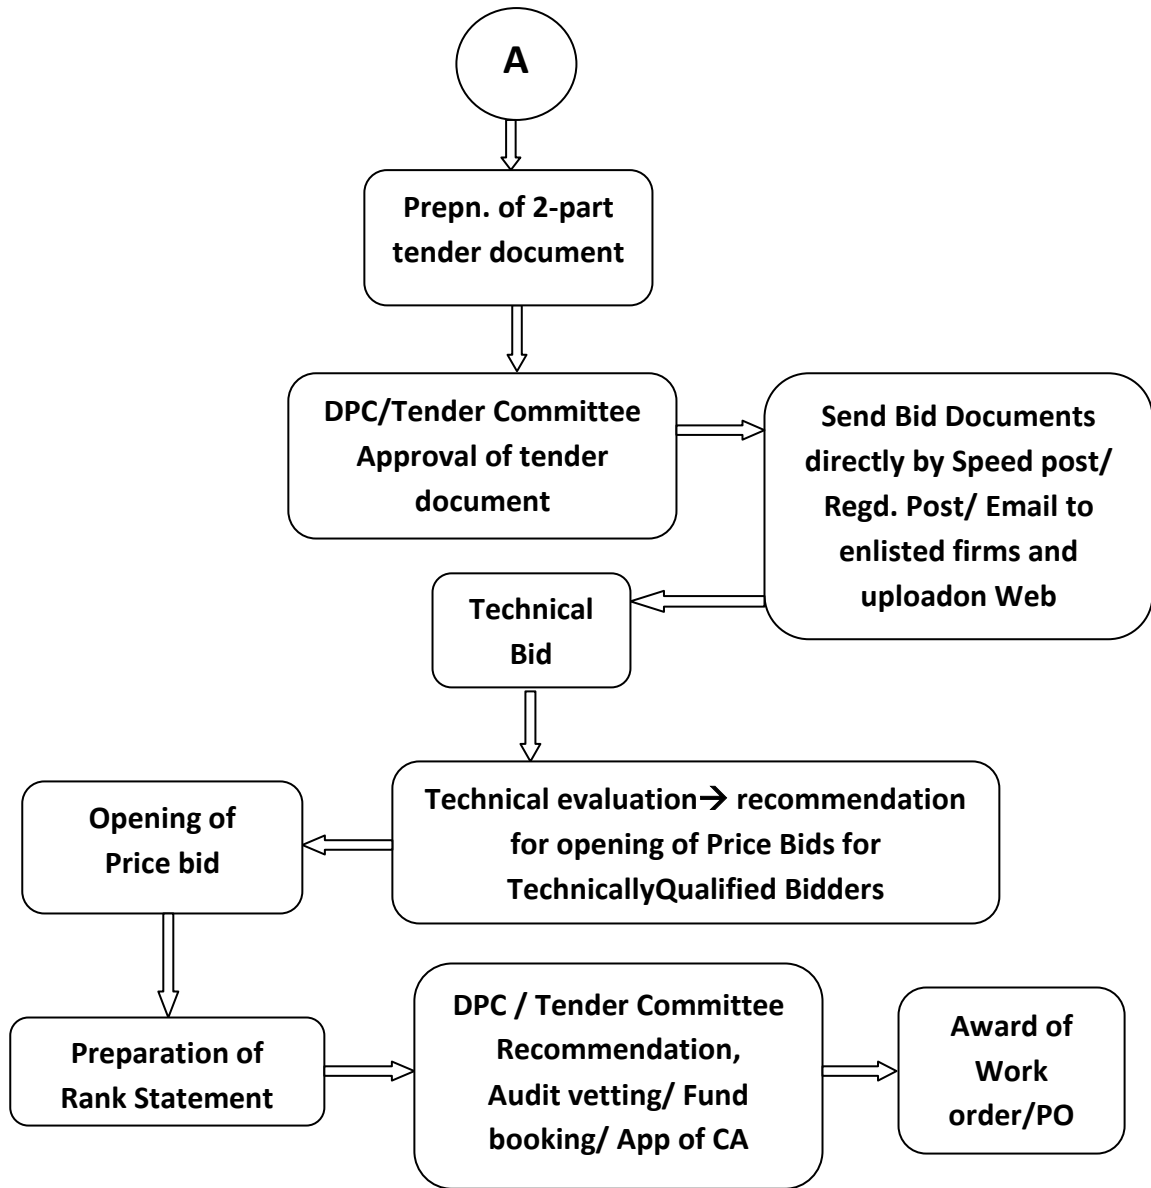 A
Prepn. of 2-part
tender document
DPC/Tender Committee
Approval of tender
document
Send Bid Documents
directly by Speed post/
Regd. Post/ Email to
enlisted firms and
uploadon Web
Technical
Bid
Technical evaluation→ recommendation
for opening of Price Bids for
TechnicallyQualified Bidders
Opening of
Price bid
Preparation of
Rank Statement
DPC / Tender Committee
Recommendation,
Audit vetting/ Fund
booking/ App of CA
Award of
Work
order/PO